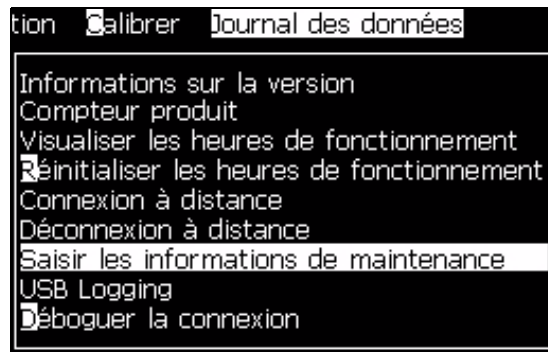 tion Calibrer Journal des données
Informations sur la version
Compteur produit
Visualiser les heures de fonctionnement
Réinitialiser les heures de fonctionnement
Connexion à distance
Déconnexion à distance
Saisir les informations de maintenance
USB Logging
Déboguer la connexion